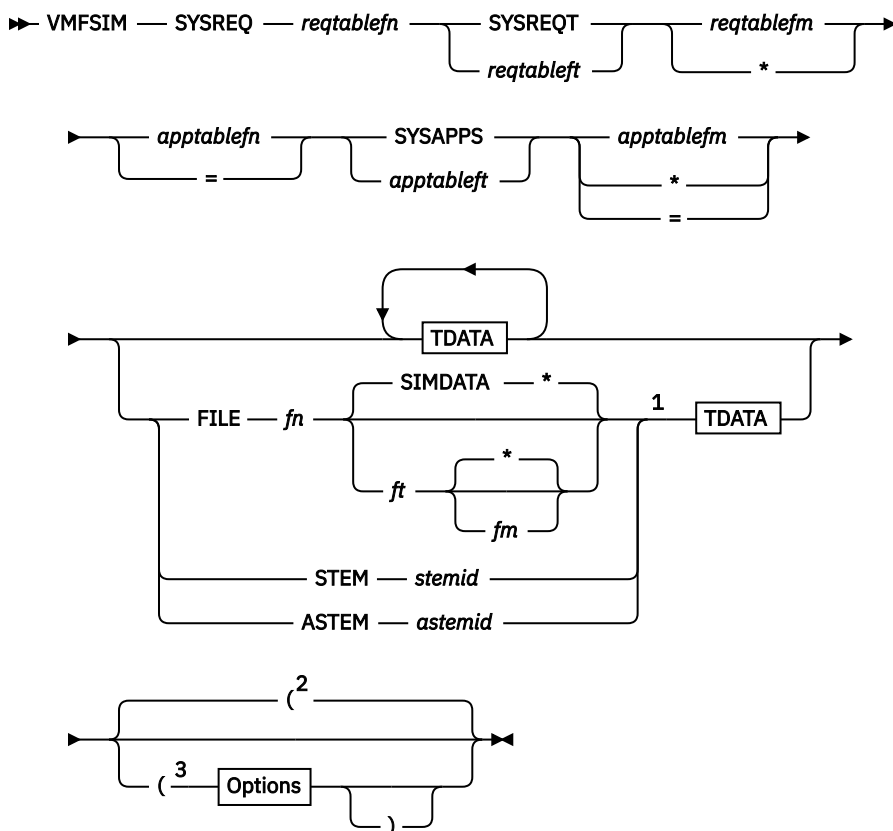 VMFSIM SYSREQ reqtablefn SYSREQT reqtablefm
reqtableft *
apptablefn SYSAPPS apptablefm
= apptableft *
=
TDATA
SIMDATA *
FILE fn 1 TDATA
*
ft
fm
STEM stemid
ASTEM astemid
( 2
( 3 Options
)